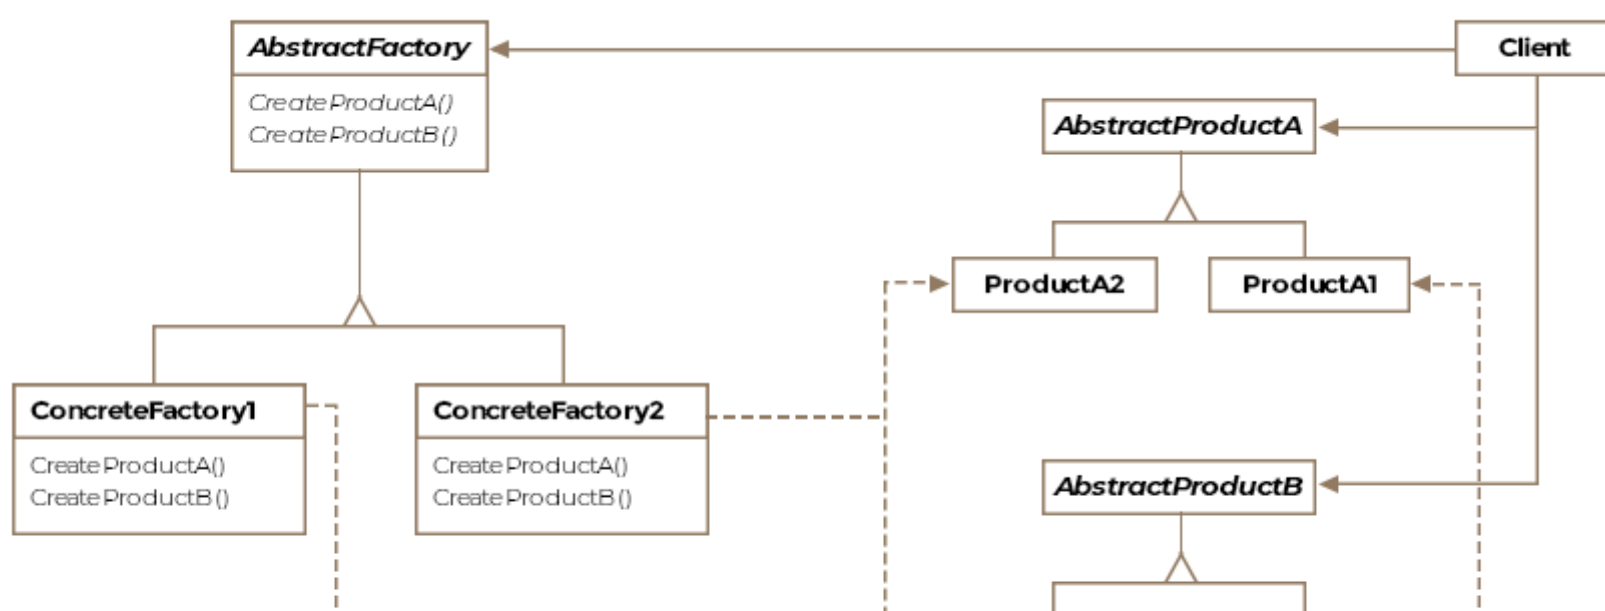 AbstractFactory
CreateProductA()
CreateProductB()
Client
AbstractProductA
ProductA2
ProductA1
ConcreteFactory1
CreateProductA()
CreateProductB()
ConcreteFactory2
CreateProductA()
CreateProductB()
AbstractProductB